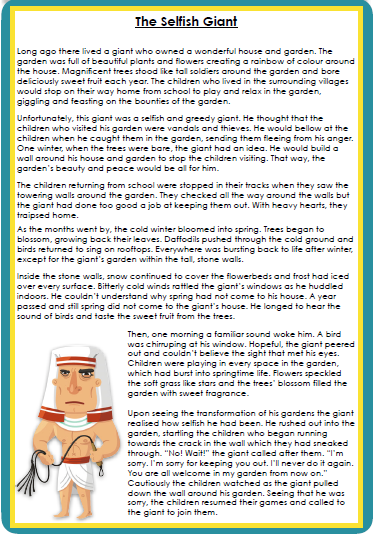 The Selfish Giant
Long ago there lived a giant who owned a wonderful house and garden. The
garden was full of beautiful plants and flowers creating a rainbow of colour around
the house. Magnificent trees stood like tall soldiers around the garden and bore
deliciously sweet fruit each year. The children who lived in the surrounding villages
would stop on their way home from school to play and relax in the garden,
giggling and feasting on the bounties of the garden.
Unfortunately, this giant was a selfish and greedy giant. He thought that the
children who visited his garden were vandals and thieves. He would bellow at the
children when he caught them in the garden, sending them fleeing from his anger.
One winter, when the trees were bare, the giant had an idea. He would build a
wall around his house and garden to stop the children visiting. That way, the
garden's beauty and peace would be all for him.
The children returning from school were stopped in their tracks when they saw the
towering walls around the garden. They checked all the way around the walls but
the giant had done too good a job at keeping them out. With heavy hearts, they
traipsed home.
As the months went by, the cold winter bloomed into spring. Trees began to
blossom, growing back their leaves. Daffodils pushed through the cold ground and
birds returned to sing on rooftops. Everywhere was bursting back to life after winter,
except for the giant's garden within the tall, stone walls.
Inside the stone walls, snow continued to cover the flowerbeds and frost had iced
over every surface. Bitterly cold winds rattled the giant's windows as he huddled
indoors. He couldn't understand why spring had not come to his house. A year
passed and still spring did not come to the giant's house. He longed to hear the
sound of birds and taste the sweet fruit from the trees.
Then, one morning a familiar sound woke him. A bird
was chirruping at his window. Hopeful, the giant peered
out and couldn't believe the sight that met his eyes.
Children were playing in every space in the garden,
which had burst into springtime life. Flowers speckled
the soft grass like stars and the trees' blossom filled the
garden with sweet fragrance.
Upon seeing the transformation of his gardens the giant
realised how selfish he had been. He rushed out into the
garden, startling the children who began running
towards the crack in the wall which they had sneaked
through. "No! Wait!" the giant called after them. "I'm
sorry. I'm sorry for keeping you out. I'll never do it again.
You are all welcome in my garden from now on."
Cautiously the children watched as the giant pulled
down the wall around his garden. Seeing that he was
sorry, the children resumed their games and called to
the giant to join them.